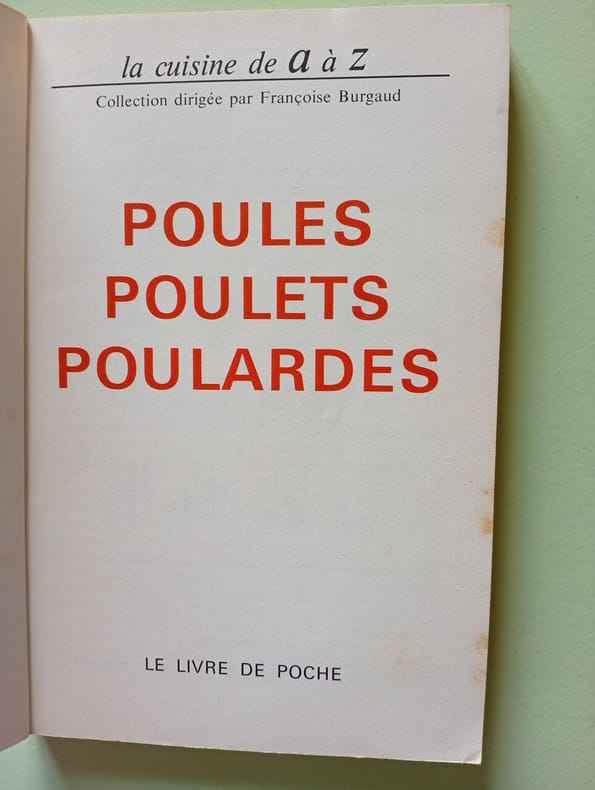 la cuisine de a à z
Collection dirigée par Françoise Burgaud
POULES
POULETS
POULARDES
LE LIVRE DE POCHE